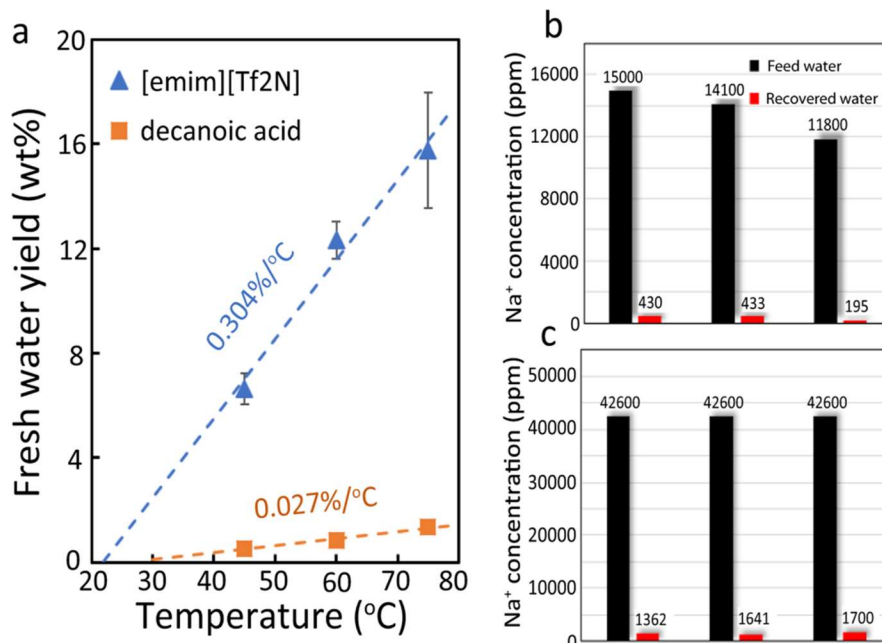 a
20
16
12
8
4
0
Fresh water yield (wt%)
[emim][Tf2N]
decanoic acid
0.304%/°C
0.027%/°C
20 30 40 50 60 70 80
Temperature (°C)
b
Na⁺ concentration (ppm)
16000
12000
8000
4000
0
Feed water
Recovered water
15000
14100
11800
430
433
195
c
Na⁺ concentration (ppm)
50000
40000
30000
20000
10000
0
42600
42600
42600
1362
1641
1700